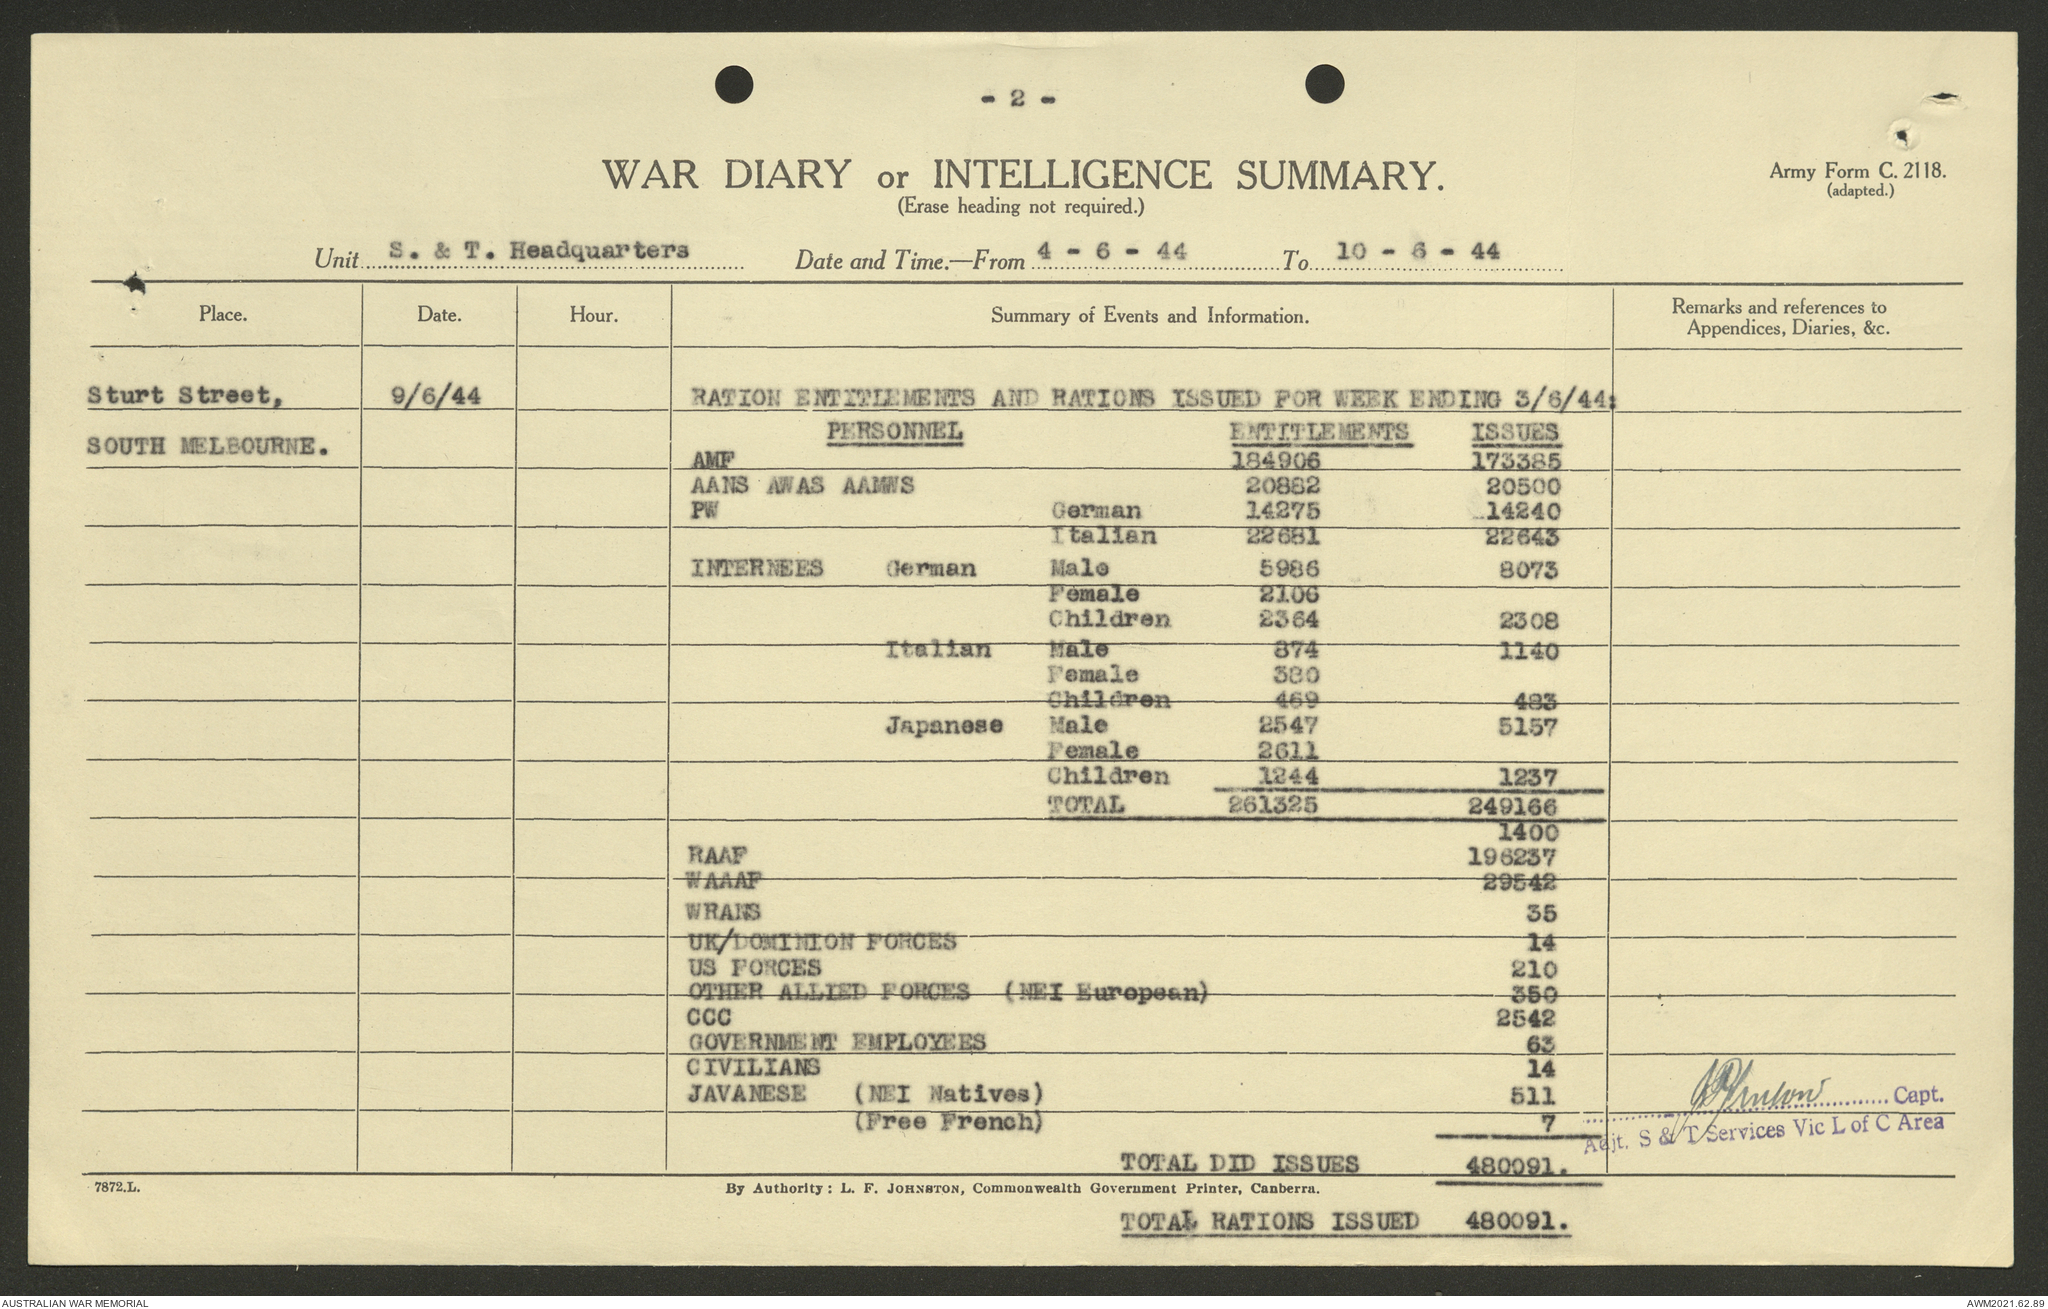 - 2 -
WAR DIARY or INTELLIGENCE SUMMARY.
(Erase heading not required.)
Army Form C. 2118.
(adapted.)
Unit S. & T. Headquarters Date and Time.—From 4 - 6 - 44 To 10 - 6 - 44
Place. Date. Hour. Summary of Events and Information. Remarks and references to Appendices, Diaries, &c.
Sturt Street, 9/6/44 RATION ENTITLEMENTS AND RATIONS ISSUED FOR WEEK ENDING 3/6/44:
PERSONNEL ENTITLEMENTS ISSUES
SOUTH MELBOURNE.
AMF 184906 173385
AANS AWAS AAMWS 20882 20500
PW German 14275 14240
Italian 22681 22643
INTERNEES German Male 5986 8073
Female 2106
Children 2364 2308
Italian Male 874 1140
Female 380
Children 469 483
Japanese Male 2547 5157
Female 2611
Children 1244 1237
TOTAL 261325 249166
1400
RAAF 196237
WAAAF 29542
WRANS 35
UK/DOMINION FORCES 14
US FORCES 210
OTHER ALLIED FORCES (NEI European) 350
CCC 2542
GOVERNMENT EMPLOYEES 63
CIVILIANS 14
JAVANESE (NEI Natives) 511
Capt.
(Free French) 7
Adjt. S & T Services Vic L of C Area
TOTAL DID ISSUES 480091.
7872.L. By Authority: L. F. JOHNSTON, Commonwealth Government Printer, Canberra.
TOTAL RATIONS ISSUED 480091.
AUSTRALIAN WAR MEMORIAL AWM2021.62.89